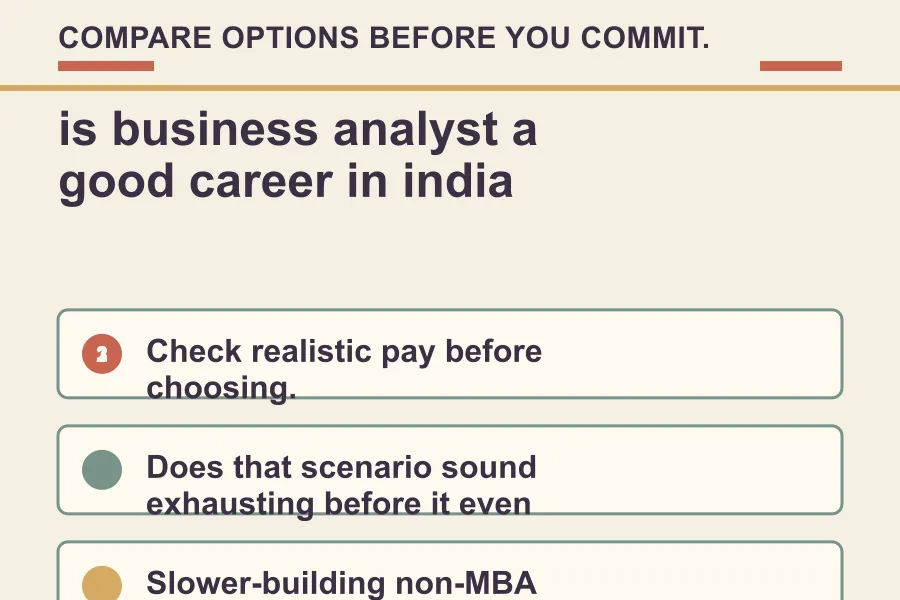 COMPARE OPTIONS BEFORE YOU COMMIT.
is business analyst a
good career in india
Check realistic pay before
choosing.
Does that scenario sound
exhausting before it even
Slower-building non-MBA